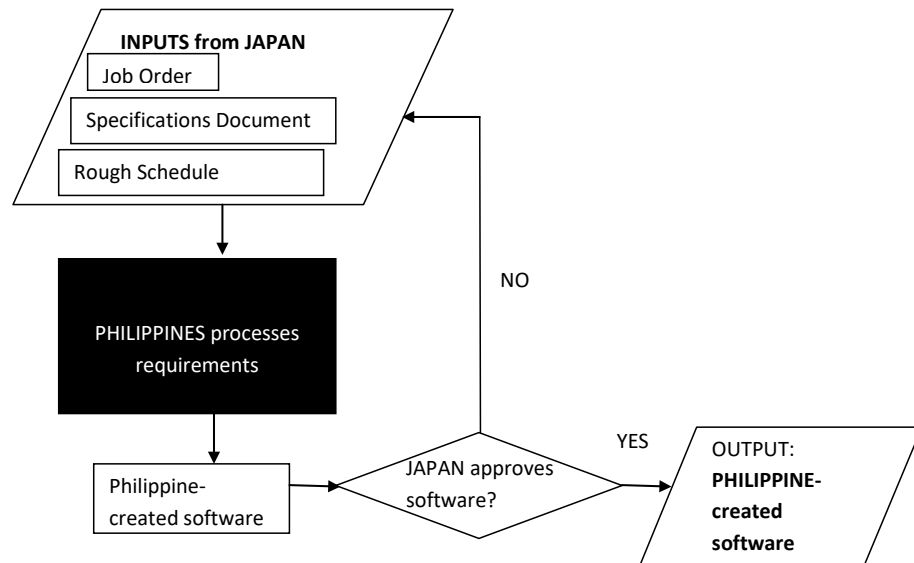 INPUTS from JAPAN
Job Order
Specifications Document
Rough Schedule
PHILIPPINES processes
requirements
NO
Philippine-
created software
JAPAN approves
software?
YES
OUTPUT:
PHILIPPINE-
created
software